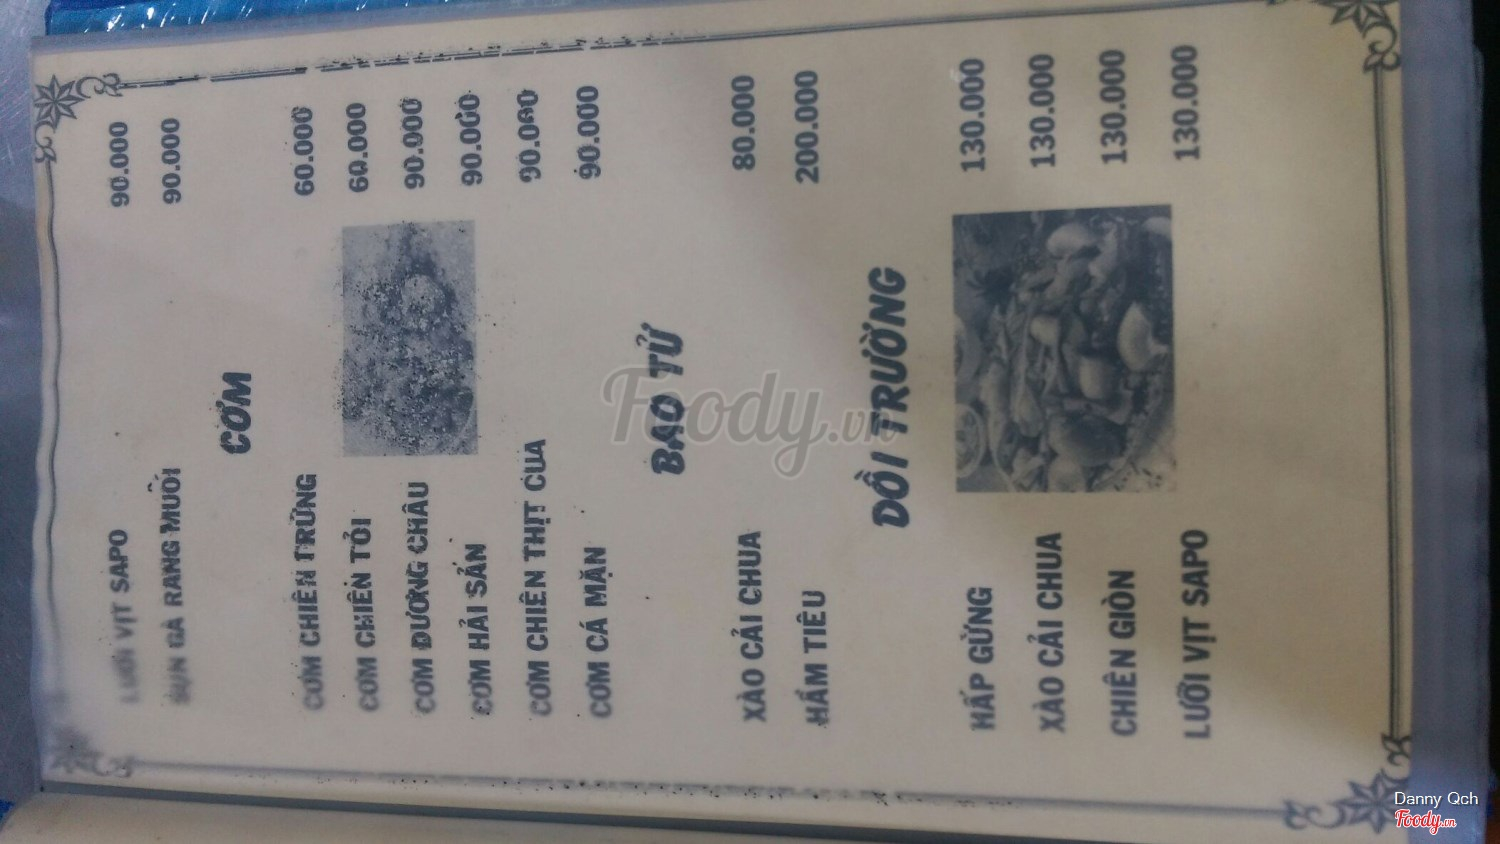 LƯỠI VỊT SAPO 90.000
SỤN GÀ RANG MUỐI 90.000
CƠM
CƠM CHIÊN TRỨNG 60.000
CƠM CHIÊN TỎI 60.000
CƠM DƯƠNG CHÂU 90.000
CƠM HẢI SẢN 90.000
CƠM CHIÊN THỊT CUA 90.000
CƠM CÁ MẶN 90.000
BAO TỬ
XÀO CẢI CHUA 80.000
HẦM TIÊU 200.000
DỒI TRƯỜNG
HẤP GỪNG 130.000
XÀO CẢI CHUA 130.000
CHIÊN GIÒN 130.000
LƯỠI VỊT SAPO 130.000
Foody.vn
Danny Qch
Foody.vn